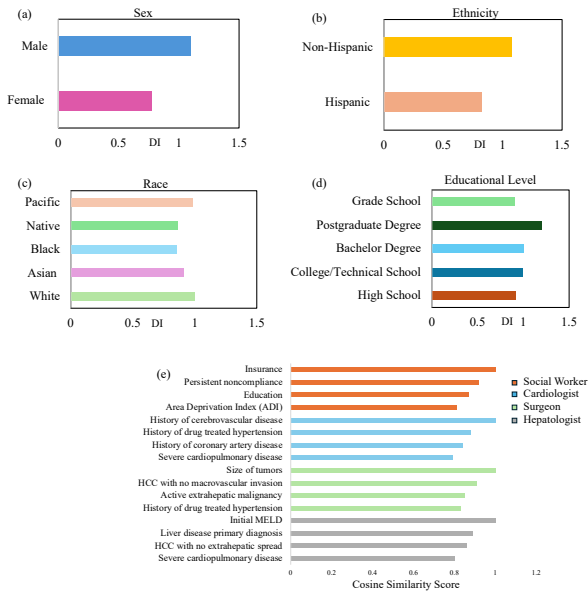 (a)
Sex
Male
Female
0
0.5
DI
1
1.5
(b)
Ethnicity
Non-Hispanic
Hispanic
0
0.5
DI
1
1.5
(c)
Race
Pacific
Native
Black
Asian
White
0
0.5
DI
1
1.5
(d)
Educational Level
Grade School
Postgraduate Degree
Bachelor Degree
College/Technical School
High School
0
0.5
DI
1
1.5
(e)
Insurance
Persistent noncompliance
Education
Area Deprivation Index (ADI)
History of cerebrovascular disease
History of drug treated hypertension
History of coronary artery disease
Severe cardiopulmonary disease
Size of tumors
HCC with no macrovascular invasion
Active extrahepatic malignancy
History of drug treated hypertension
Initial MELD
Liver disease primary diagnosis
HCC with no extrahepatic spread
Severe cardiopulmonary disease
0
0.2
0.4
0.6
0.8
1
1.2
Cosine Similarity Score
Social Worker
Cardiologist
Surgeon
Hepatologist